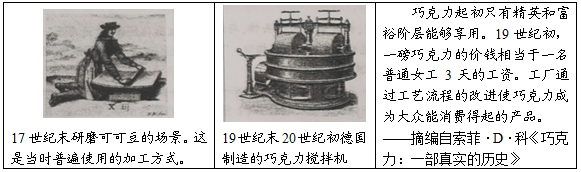 17世纪末研磨可可豆的场景。这
是当时普遍使用的加工方式。
19世纪末20世纪初德国
制造的巧克力搅拌机
巧克力起初只有精英和富
裕阶层能够享用。19世纪初，
一磅巧克力的价钱相当于一名
普通女工 3 天的工资。工厂通
过工艺流程的改进使巧克力成
为大众能消费得起的产品。
——摘编自索菲·D·科《巧克
力：一部真实的历史》